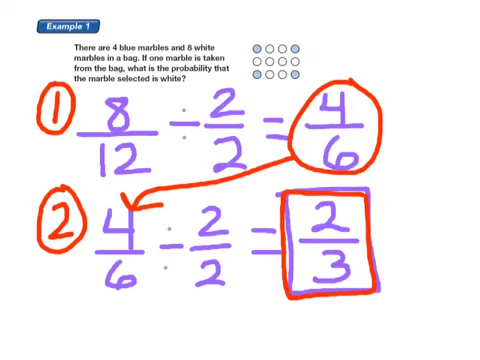 Example 1
There are 4 blue marbles and 8 white
marbles in a bag. If one marble is taken
from the bag, what is the probability that
the marble selected is white?
1 8/12 ÷ 2/2 = 4/6
2 4/6 ÷ 2/2 = 2/3